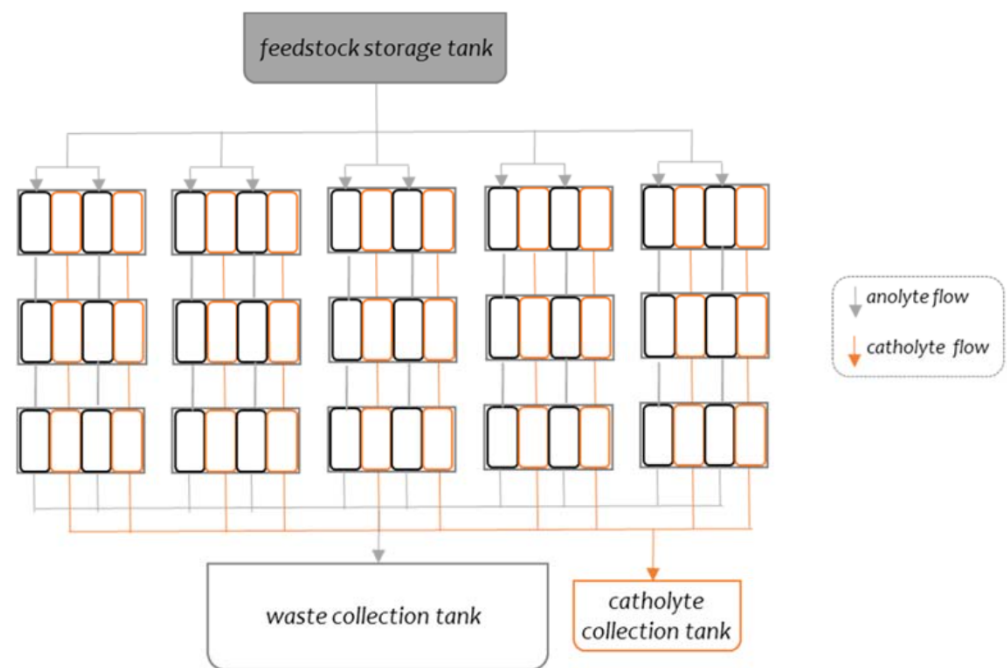 feedstock storage tank
anolyte flow
catholyte flow
waste collection tank
catholyte
collection tank